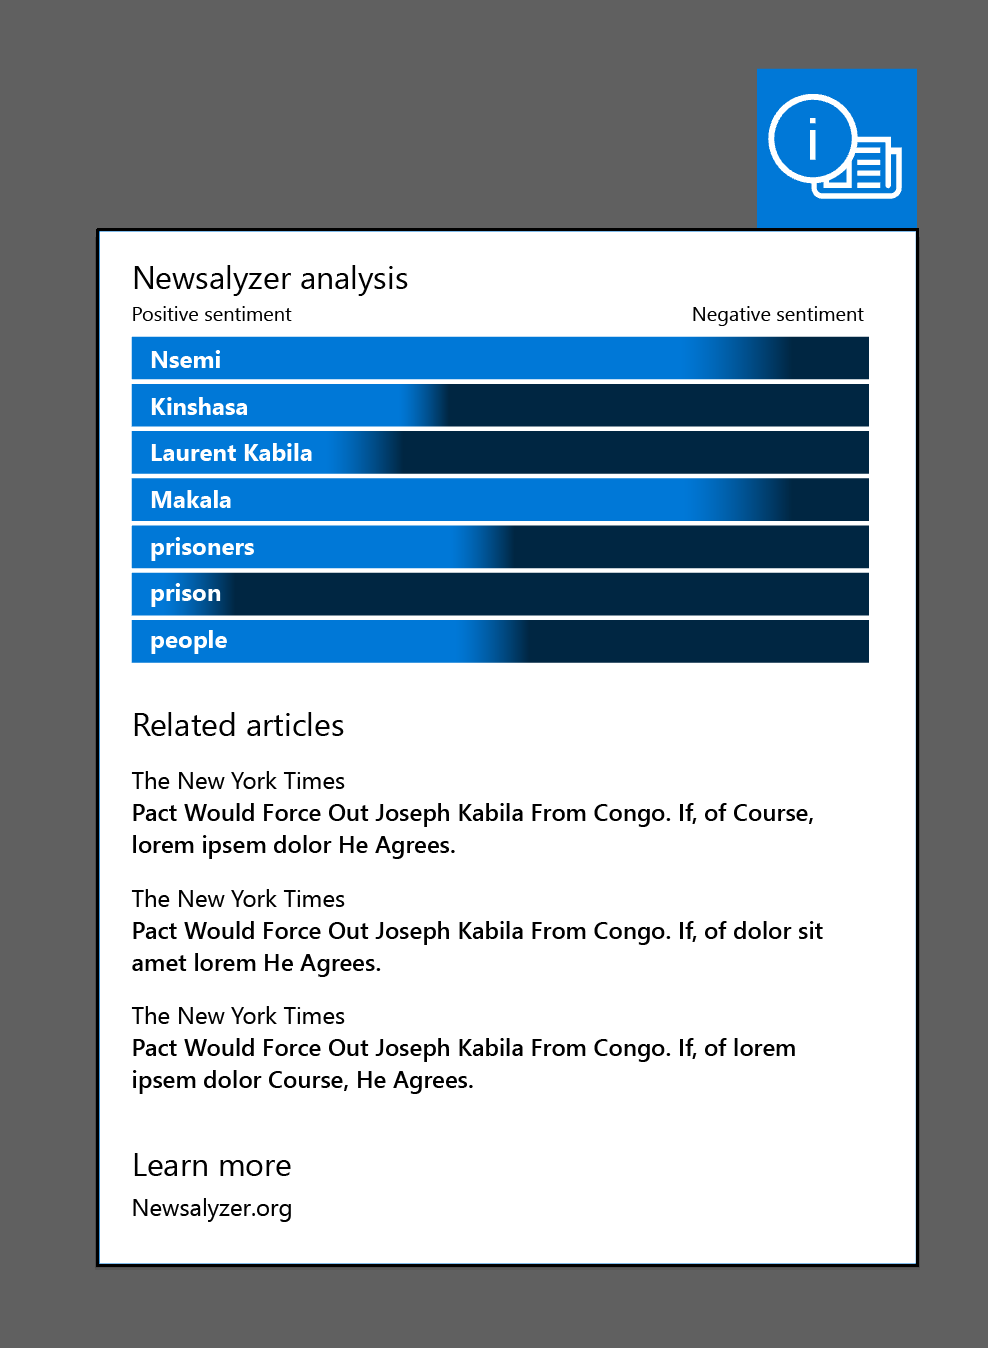 i
Newsalyzer analysis
Positive sentiment Negative sentiment
Nsemi
Kinshasa
Laurent Kabila
Makala
prisoners
prison
people
Related articles
The New York Times
Pact Would Force Out Joseph Kabila From Congo. If, of Course,
lorem ipsem dolor He Agrees.
The New York Times
Pact Would Force Out Joseph Kabila From Congo. If, of dolor sit
amet lorem He Agrees.
The New York Times
Pact Would Force Out Joseph Kabila From Congo. If, of lorem
ipsem dolor Course, He Agrees.
Learn more
Newsalyzer.org